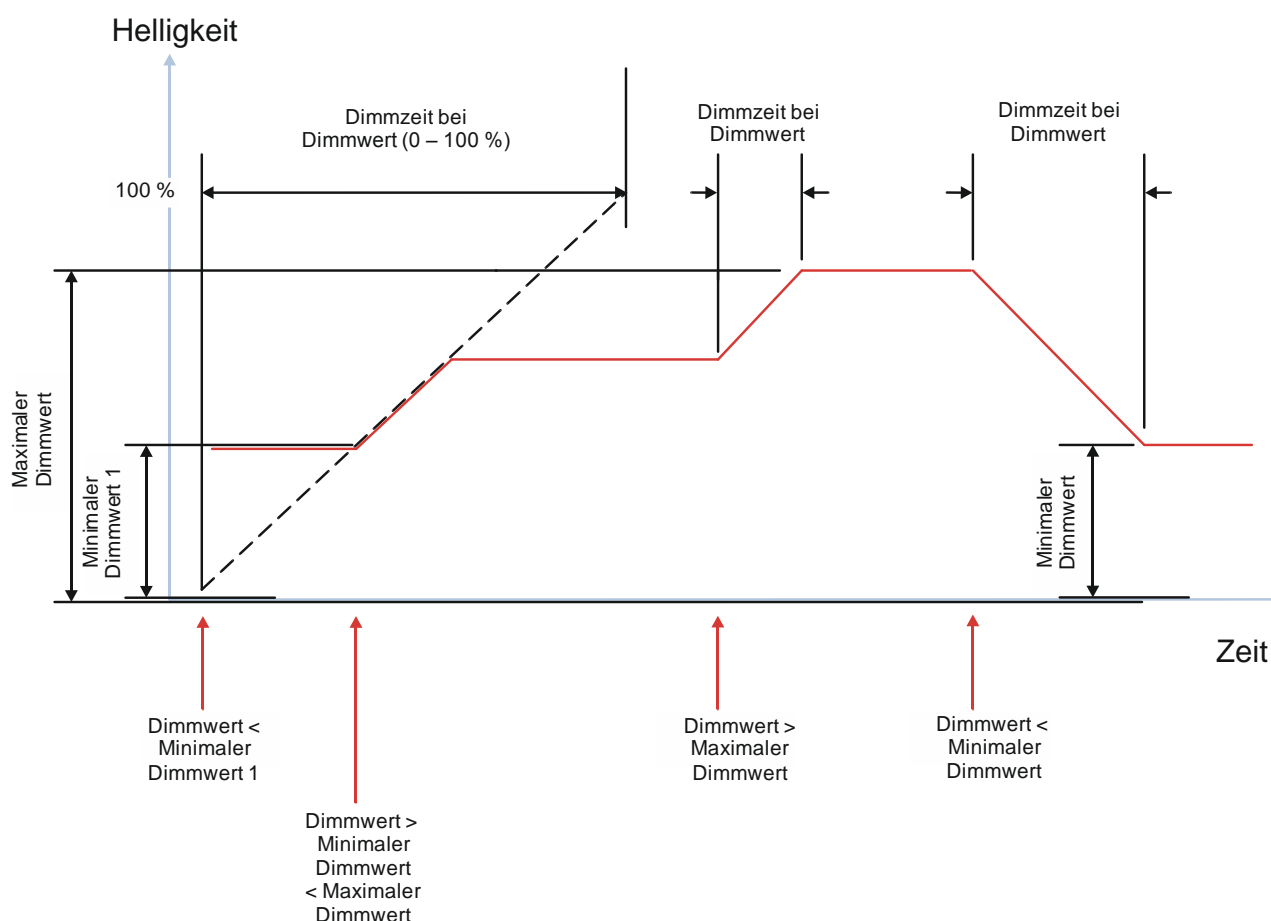 Helligkeit
Dimmzeit bei
Dimmwert (0 – 100 %)
Dimmzeit bei
Dimmwert
Dimmzeit bei
Dimmwert
100 %
Maximaler
Dimmwert
Minimaler
Dimmwert 1
Minimaler
Dimmwert
Zeit
Dimmwert <
Minimaler
Dimmwert 1
Dimmwert >
Minimaler
Dimmwert
< Maximaler
Dimmwert
Dimmwert >
Maximaler
Dimmwert
Dimmwert <
Minimaler
Dimmwert